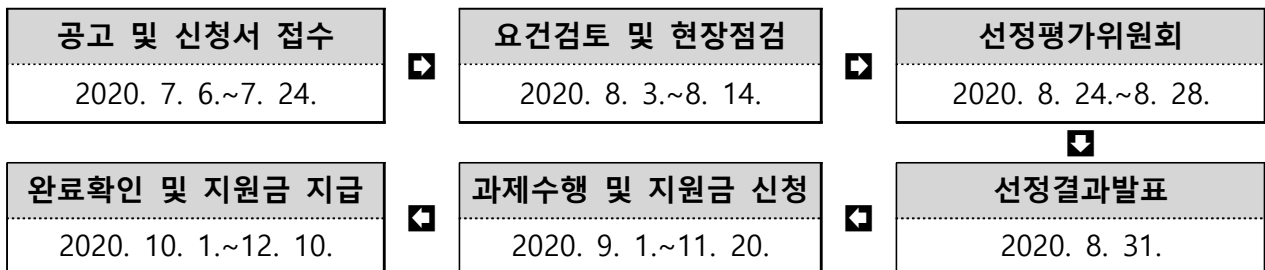 공고 및 신청서 접수
2020. 7. 6.~7. 24.
요건검토 및 현장점검
2020. 8. 3.~8. 14.
선정평가위원회
2020. 8. 24.~8. 28.
선정결과발표
2020. 8. 31.
과제수행 및 지원금 신청
2020. 9. 1.~11. 20.
완료확인 및 지원금 지급
2020. 10. 1.~12. 10.